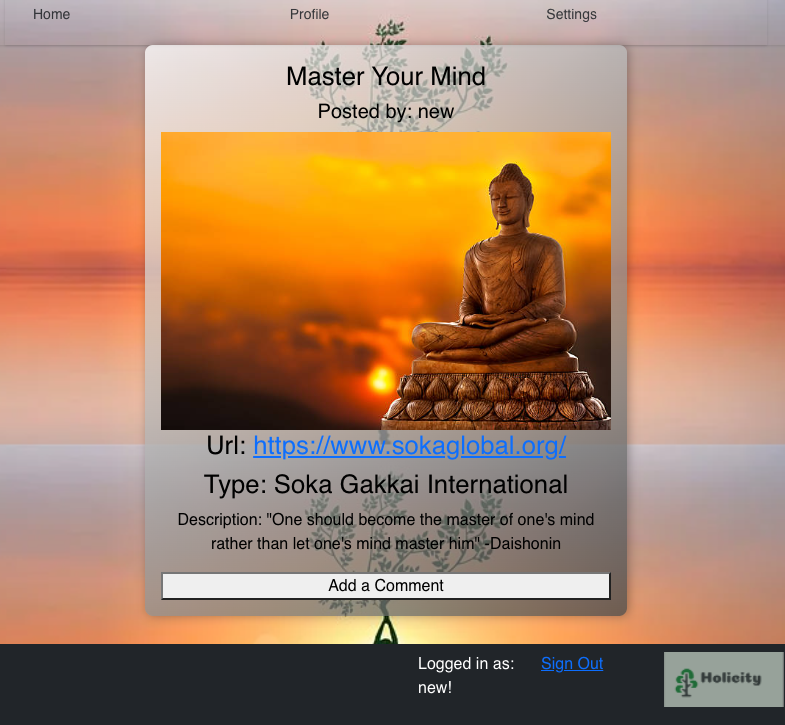 Home Profile Settings
Master Your Mind
Posted by: new
Url: https://www.sokaglobal.org/
Type: Soka Gakkai International
Description: "One should become the master of one's mind
rather than let one's mind master him" -Daishonin
Add a Comment
Logged in as: Sign Out
new!
Holicity